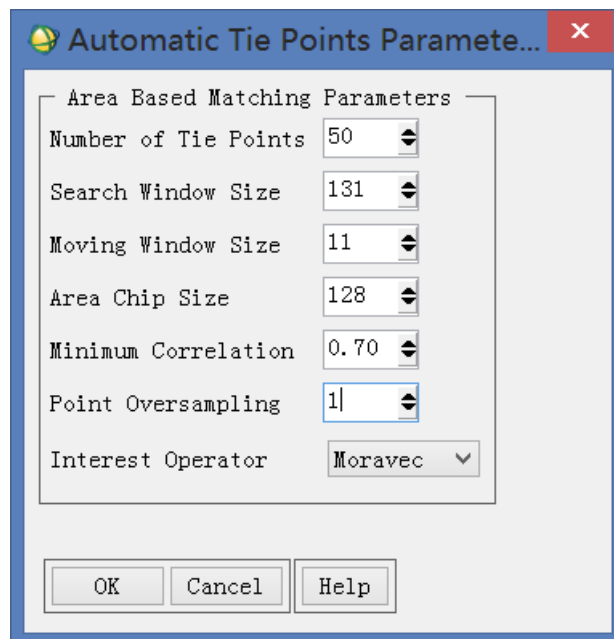 Automatic Tie Points Paramete...
Area Based Matching Parameters
Number of Tie Points 50
Search Window Size 131
Moving Window Size 11
Area Chip Size 128
Minimum Correlation 0.70
Point Oversampling 1
Interest Operator Moravec
OK Cancel Help